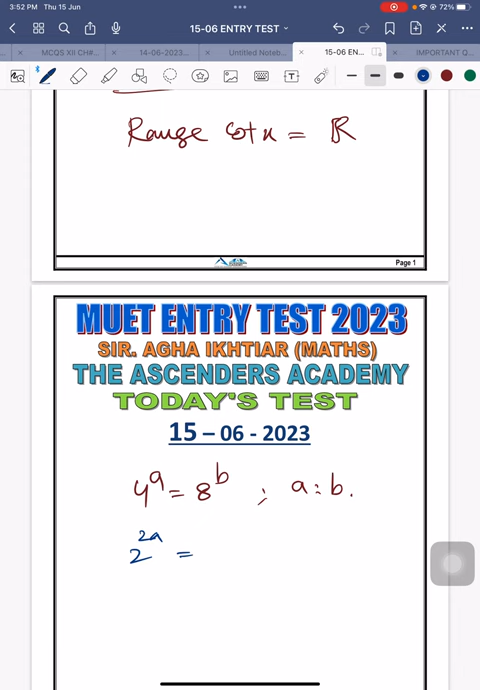 3:52 PM Thu 15 Jun
72%
15-06 ENTRY TEST
MCQS XII CH#...
14-06-2023...
Untitled Noteb...
15-06 EN...
IMPORTANT Q...
Range cot x = ℝ
Page 1
MUET ENTRY TEST 2023
SIR. AGHA IKHTIAR (MATHS)
THE ASCENDERS ACADEMY
TODAY'S TEST
15 – 06 - 2023
4^a = 8^b ; a : b.
2^2a =